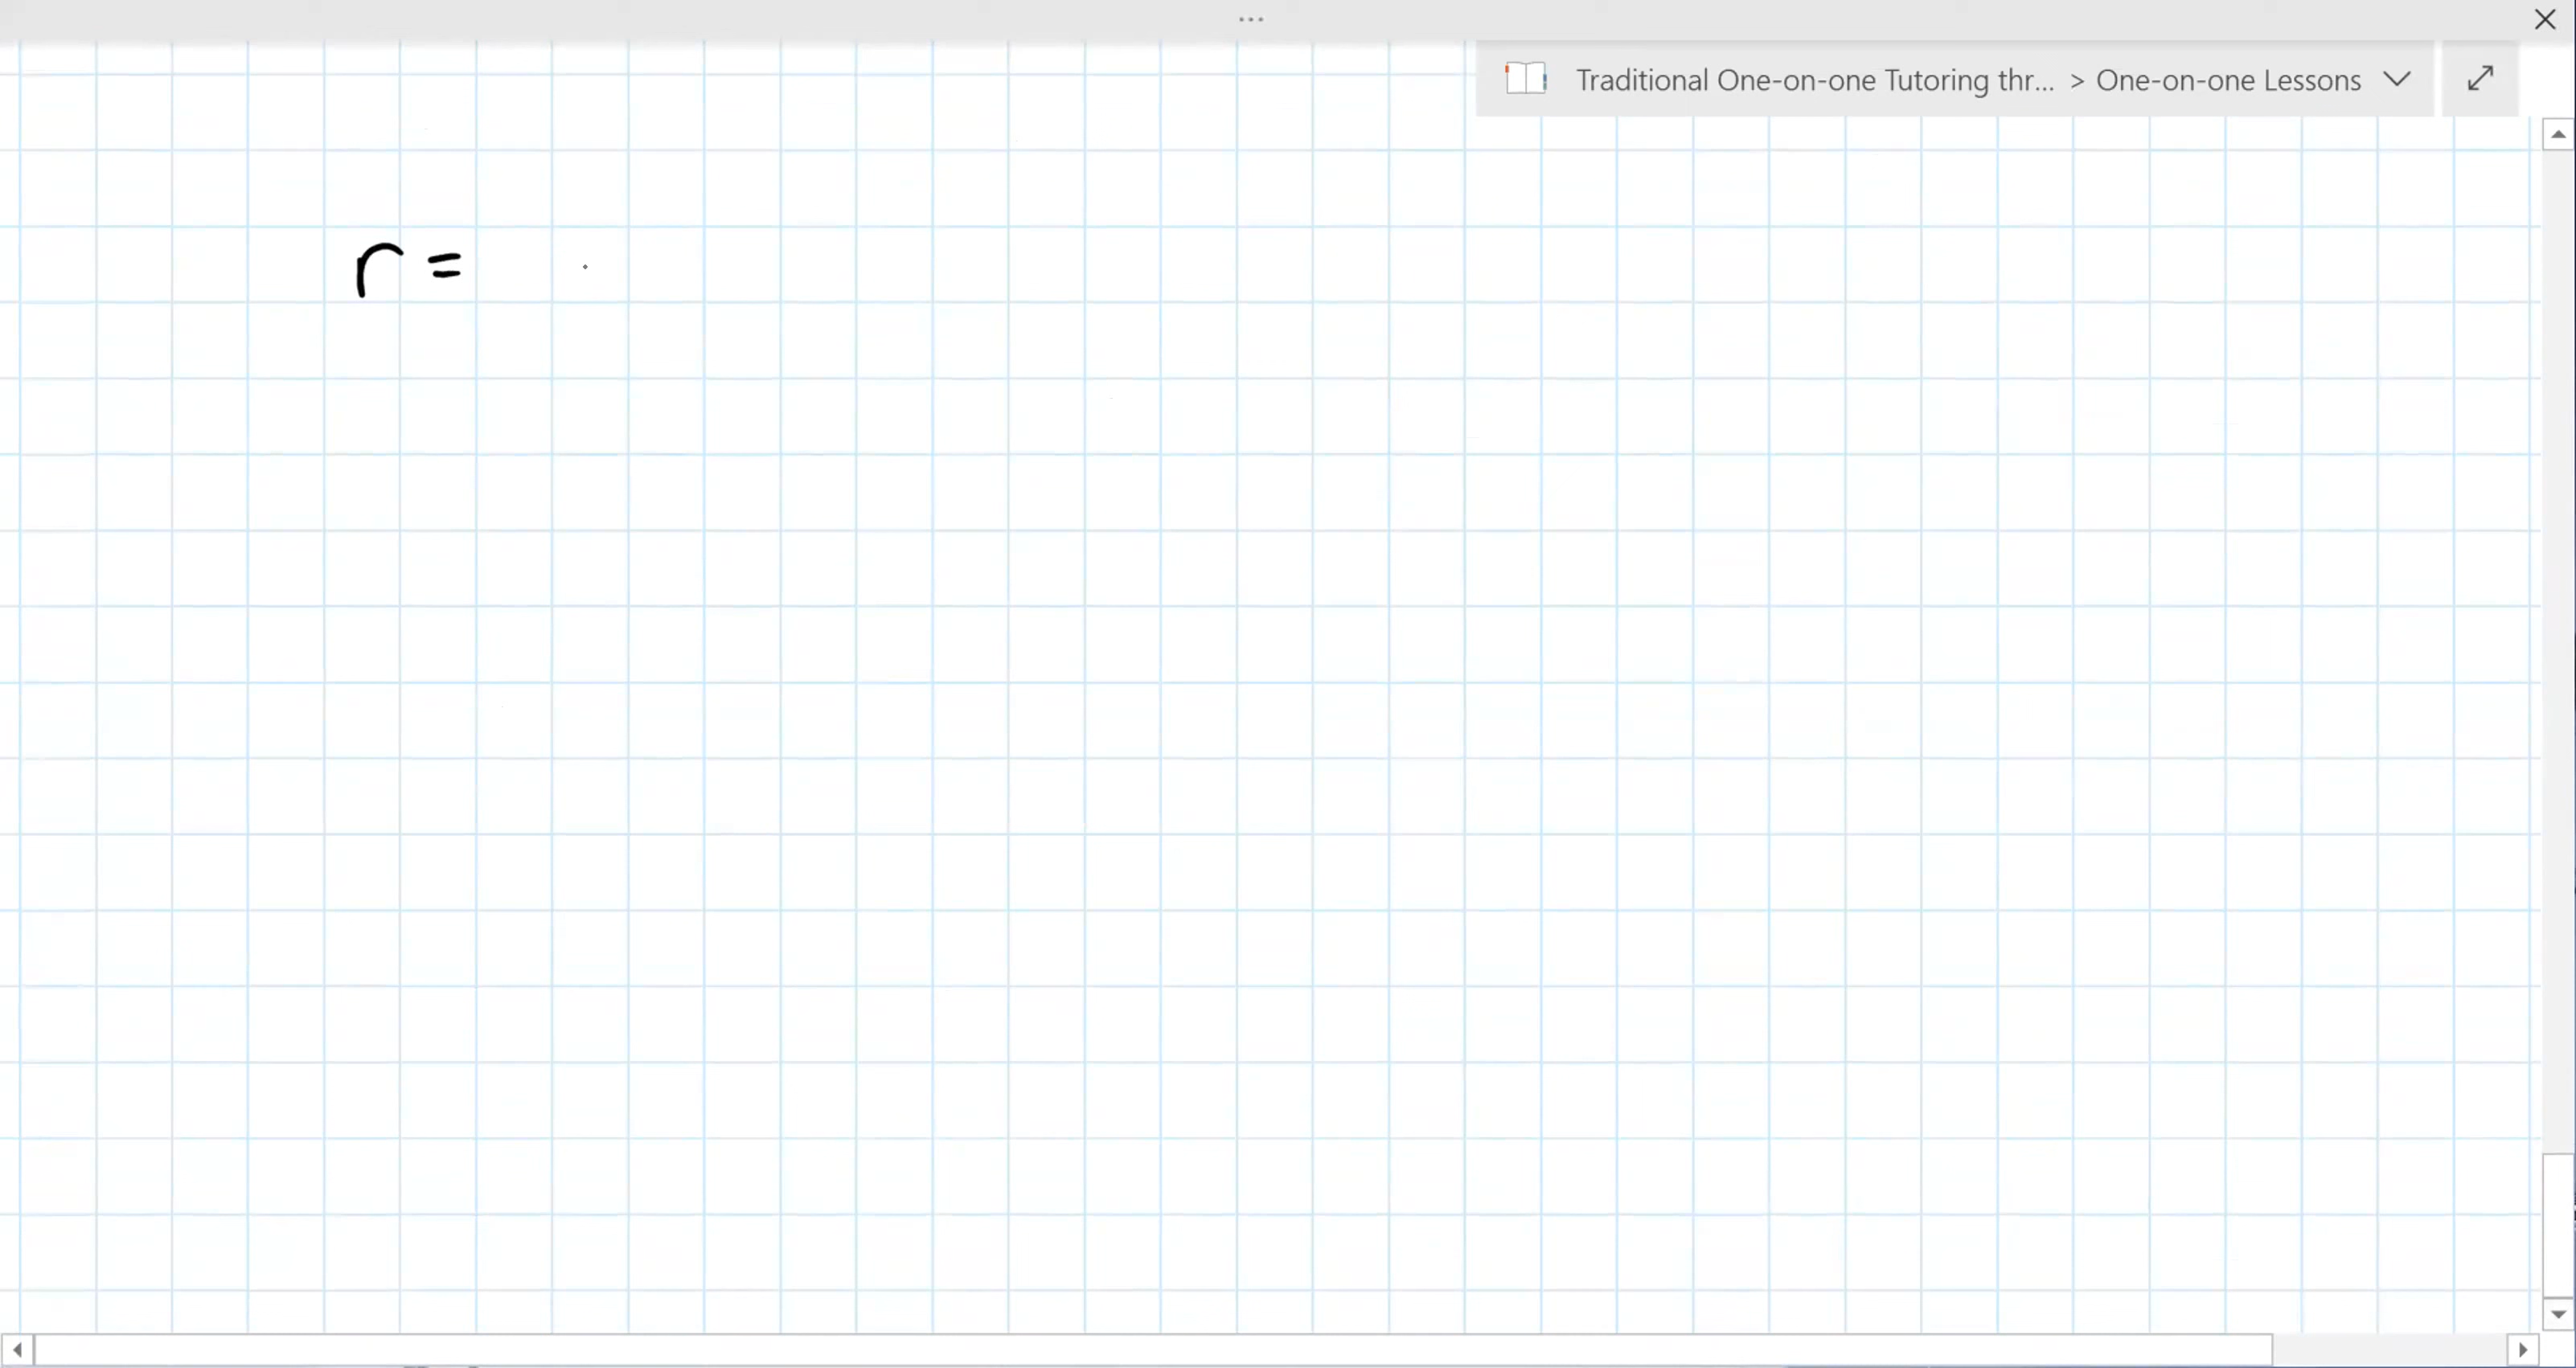 ...
Traditional One-on-one Tutoring thr... > One-on-one Lessons
r =